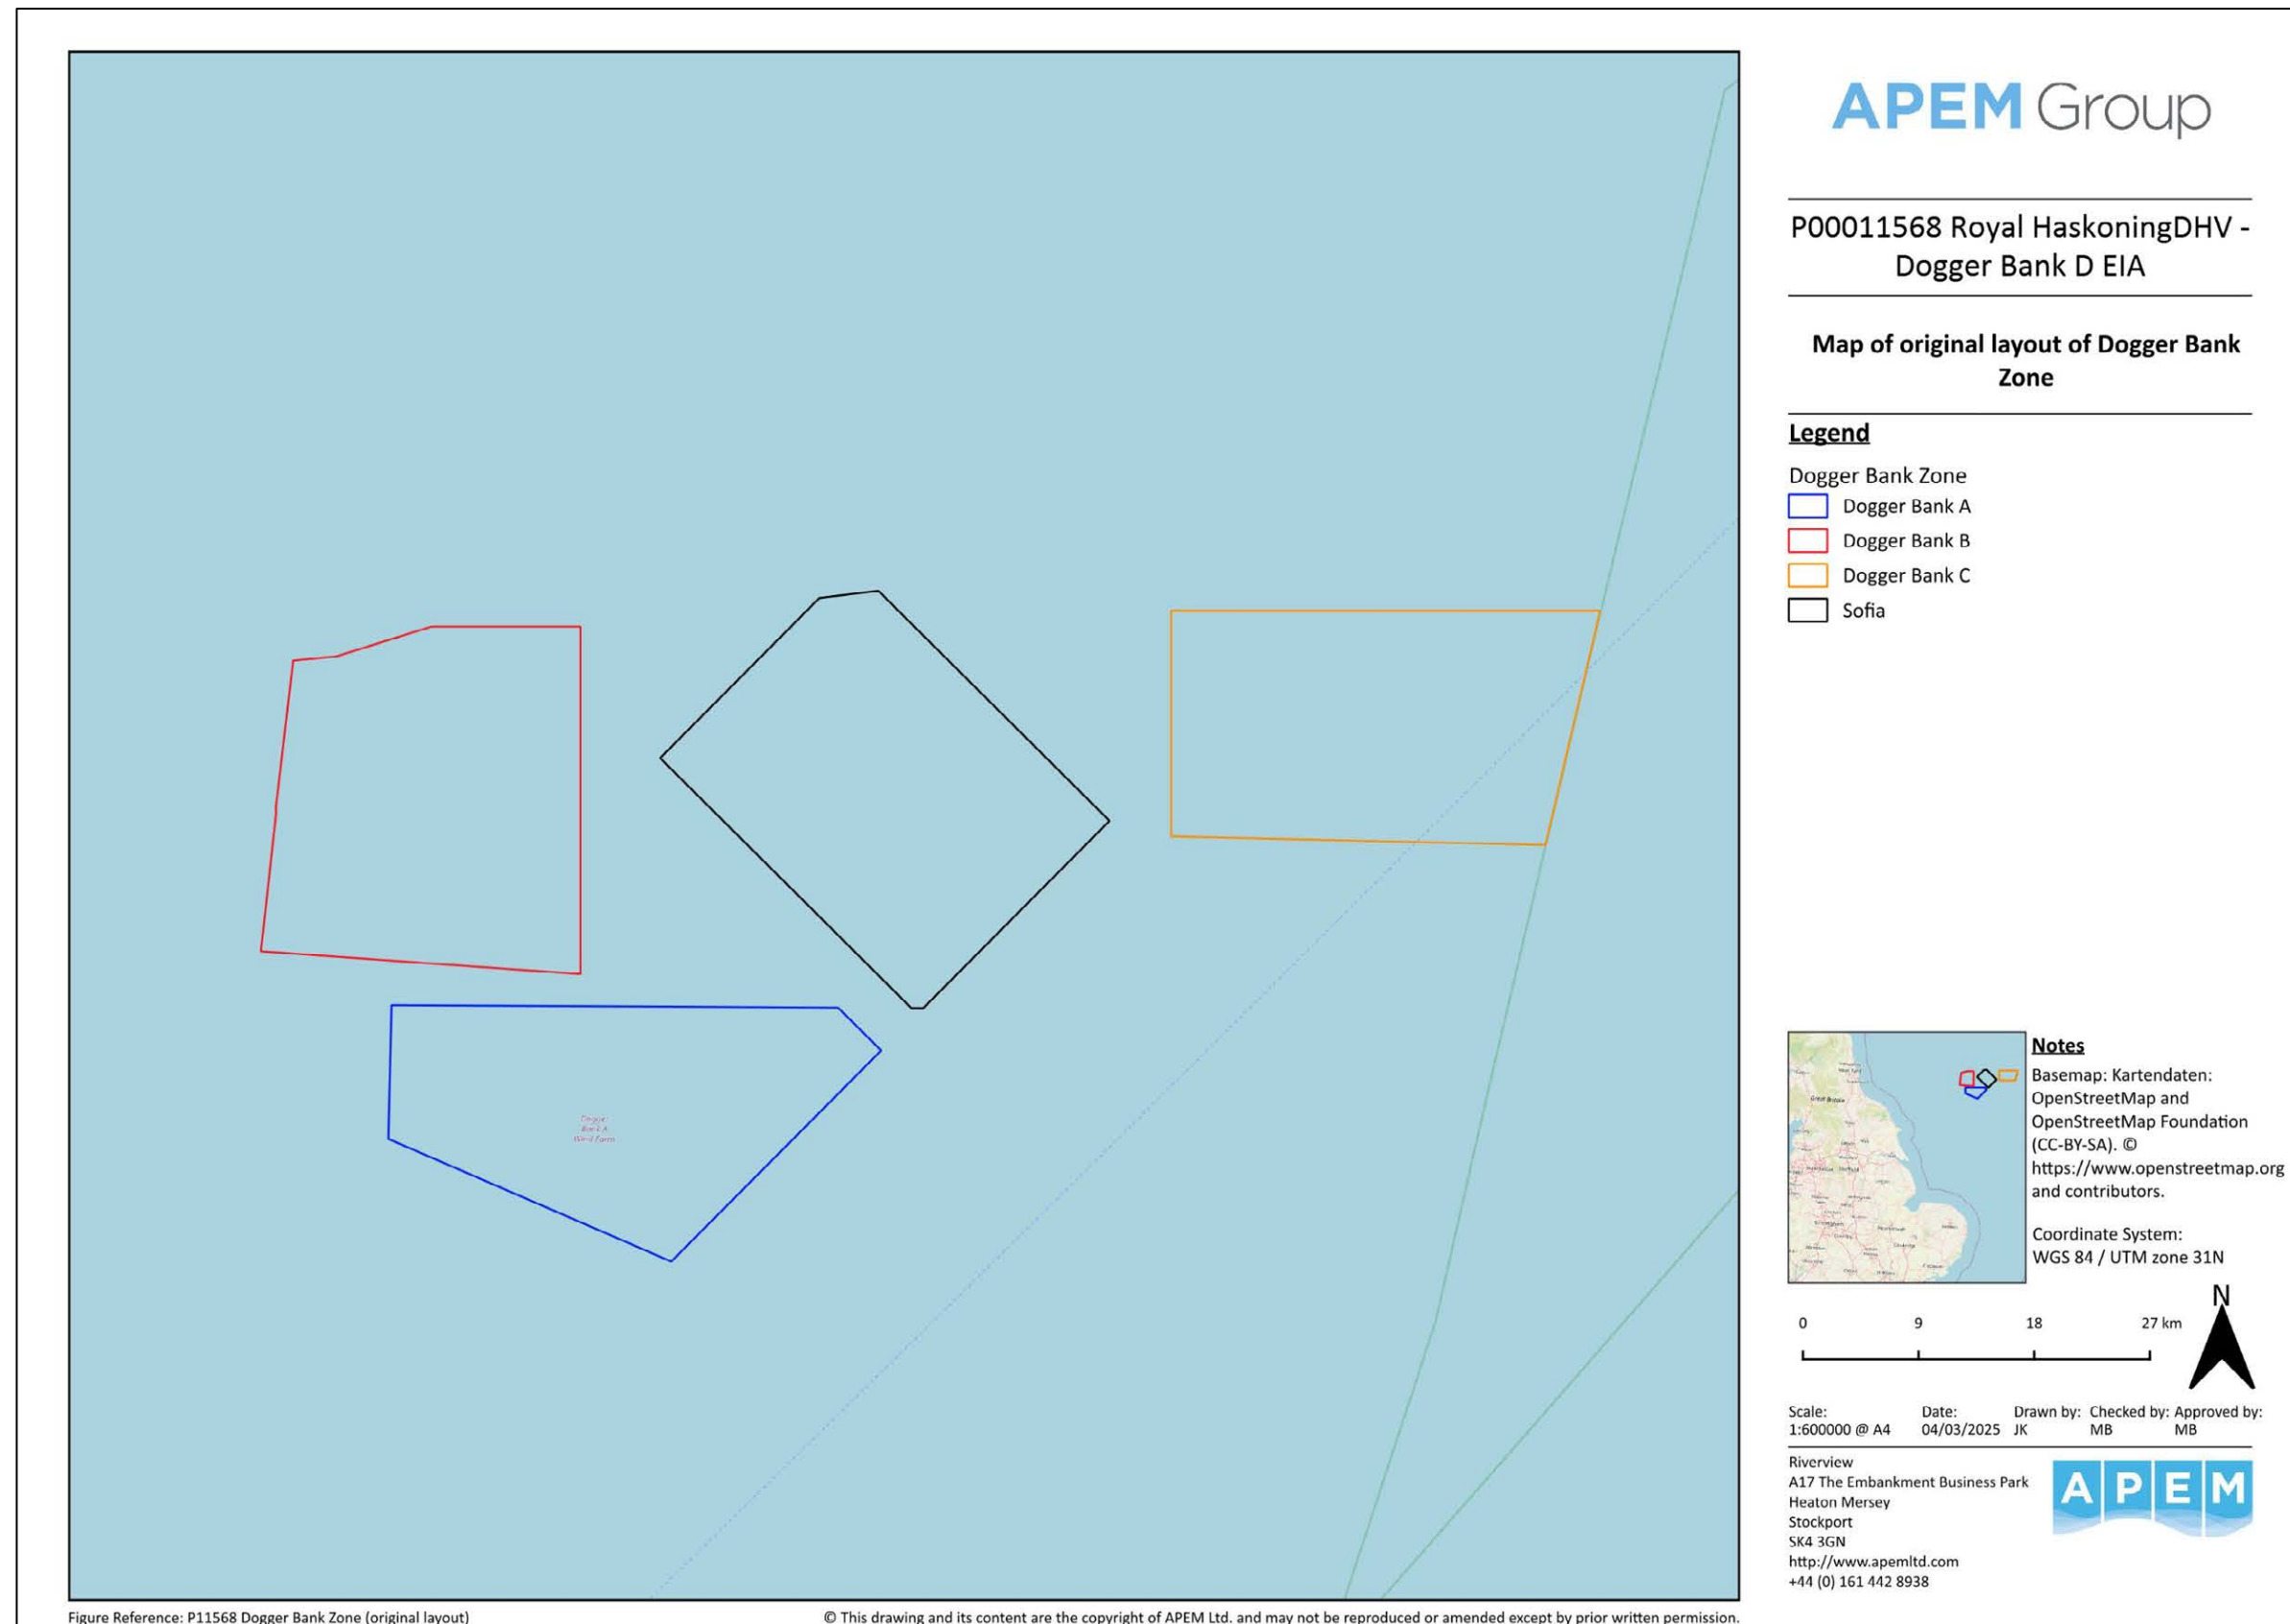 APEM Group
P00011568 Royal HaskoningDHV -
Dogger Bank D EIA
Map of original layout of Dogger Bank
Zone
Legend
Dogger Bank Zone
Dogger Bank A
Dogger Bank B
Dogger Bank C
Sofia
Dogger
Bank A
Wind Farm
Great Britain
Notes
Basemap: Kartendaten:
OpenStreetMap and
OpenStreetMap Foundation
(CC-BY-SA). ©
https://www.openstreetmap.org
and contributors.
Coordinate System:
WGS 84 / UTM zone 31N
N
0 9 18 27 km
Scale: Date: Drawn by: Checked by: Approved by:
1:600000 @ A4 04/03/2025 JK MB MB
Riverview
A17 The Embankment Business Park
Heaton Mersey
Stockport
SK4 3GN
http://www.apemltd.com
+44 (0) 161 442 8938
APEM
Figure Reference: P11568 Dogger Bank Zone (original layout)
© This drawing and its content are the copyright of APEM Ltd. and may not be reproduced or amended except by prior written permission.